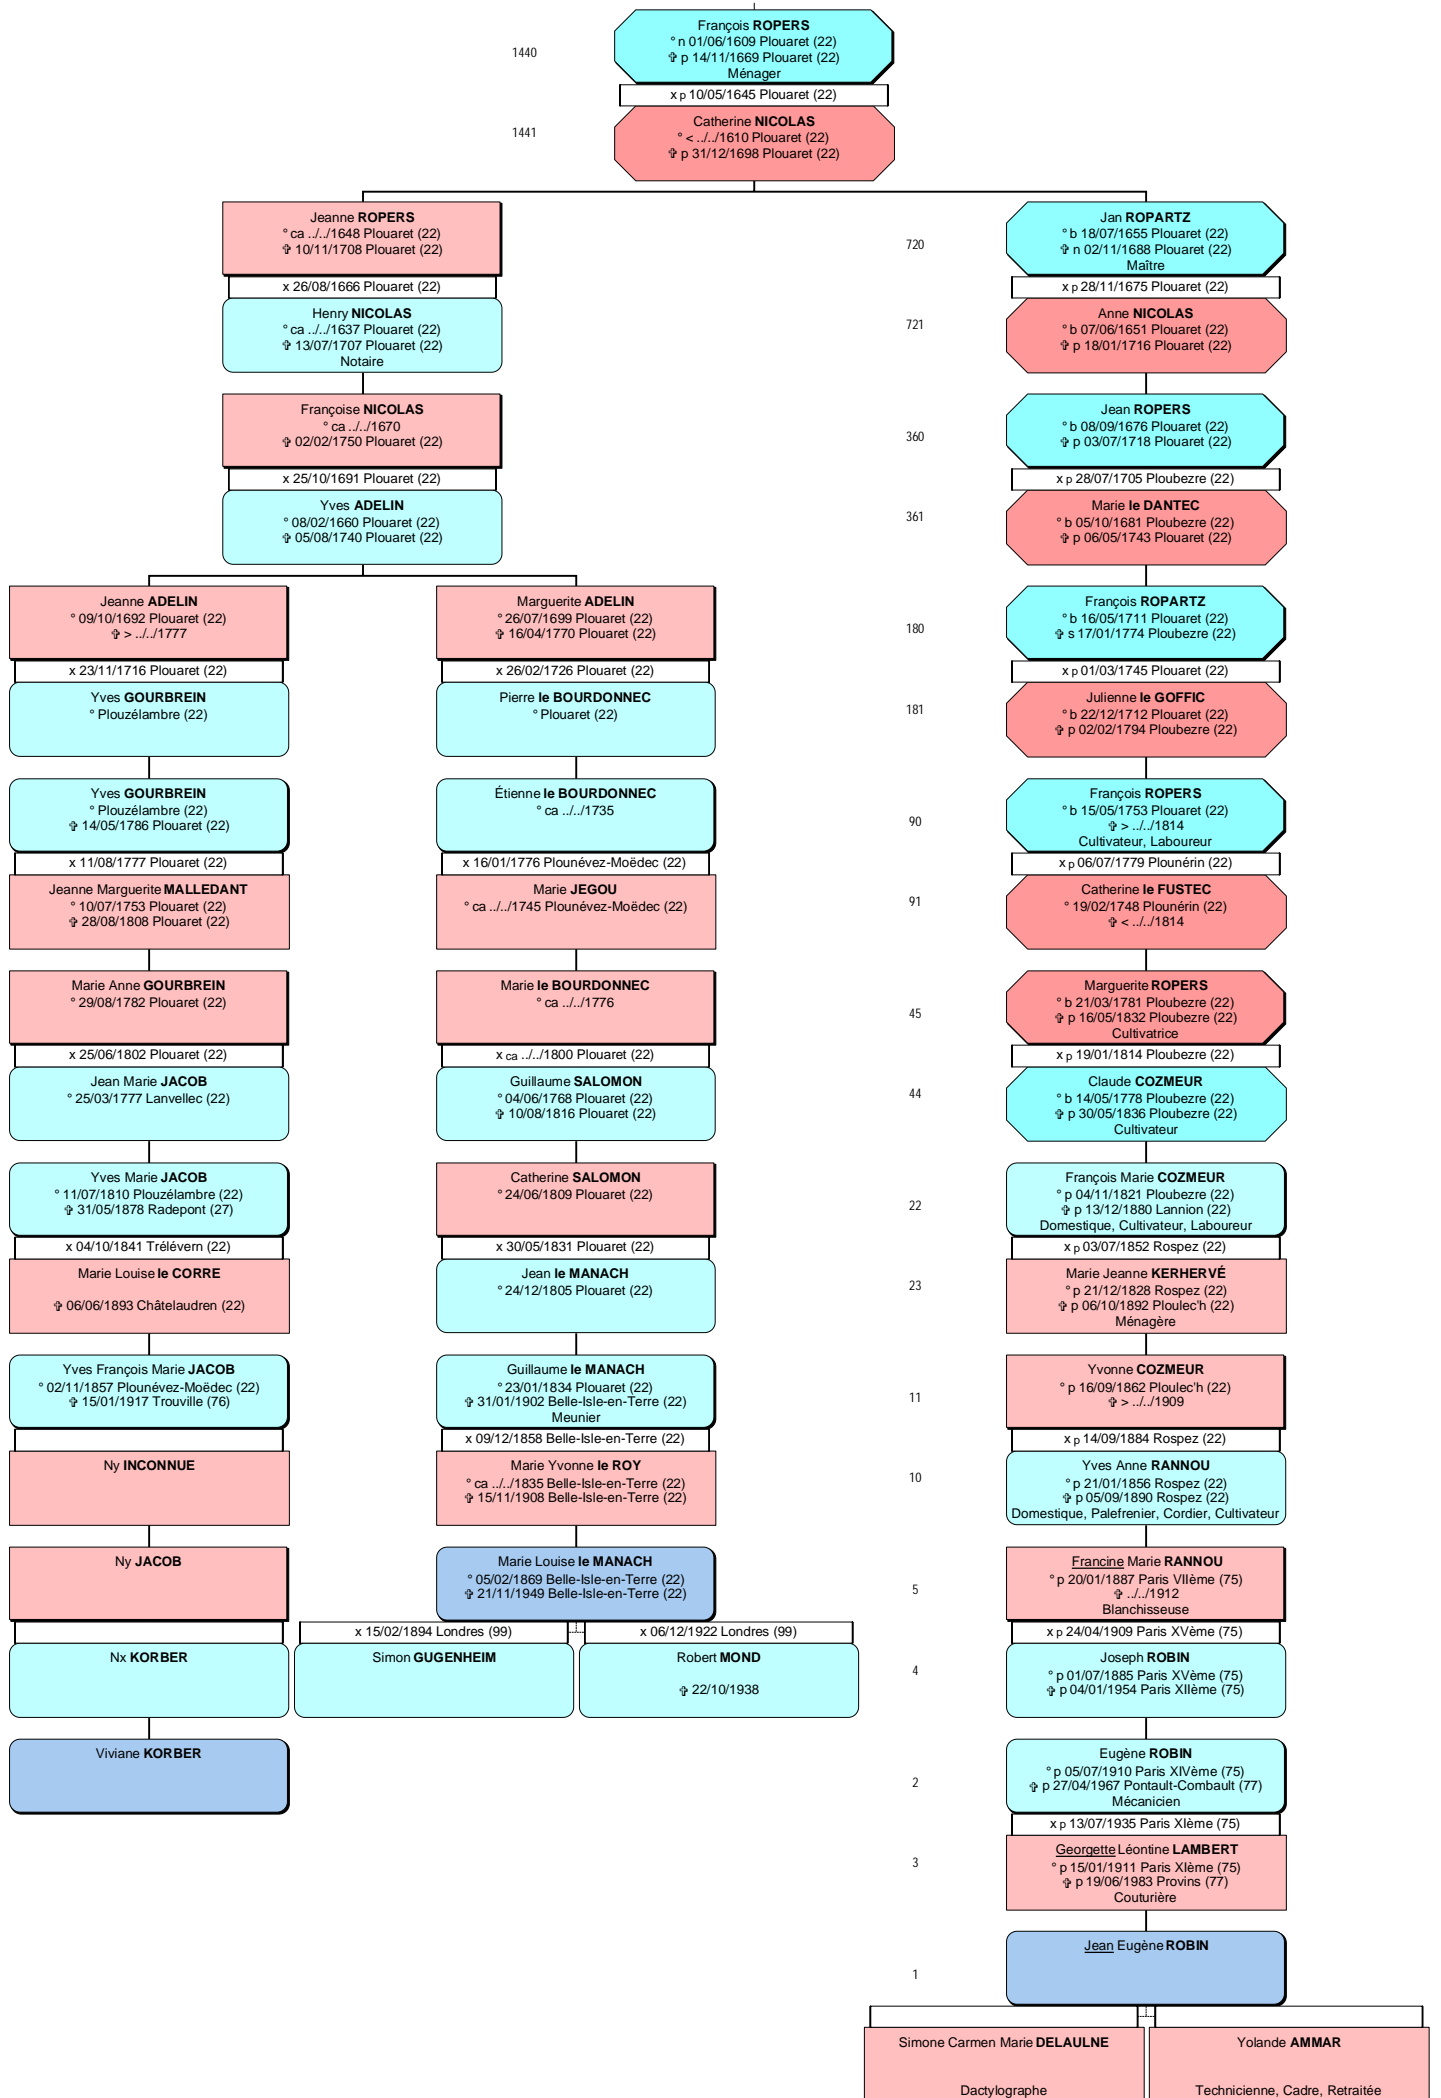 François ROPERS
° n 01/06/1609 Plouaret (22)
✞ p 14/11/1669 Plouaret (22)
Ménager
1440
x p 10/05/1645 Plouaret (22)
Catherine NICOLAS
° < ../../1610 Plouaret (22)
✞ p 31/12/1698 Plouaret (22)
1441
Jeanne ROPERS
° ca ../../1648 Plouaret (22)
✞ 10/11/1708 Plouaret (22)
x 26/08/1666 Plouaret (22)
Henry NICOLAS
° ca ../../1637 Plouaret (22)
✞ 13/07/1707 Plouaret (22)
Notaire
720
Jan ROPARTZ
° b 18/07/1655 Plouaret (22)
✞ n 02/11/1688 Plouaret (22)
Maître
x p 28/11/1675 Plouaret (22)
721
Anne NICOLAS
° b 07/06/1651 Plouaret (22)
✞ p 18/01/1716 Plouaret (22)
Françoise NICOLAS
° ca ../../1670
✞ 02/02/1750 Plouaret (22)
x 25/10/1691 Plouaret (22)
Yves ADELIN
° 08/02/1660 Plouaret (22)
✞ 05/08/1740 Plouaret (22)
360
Jean ROPERS
° b 08/09/1676 Plouaret (22)
✞ p 03/07/1718 Plouaret (22)
x p 28/07/1705 Ploubezre (22)
361
Marie le DANTEC
° b 05/10/1681 Ploubezre (22)
✞ p 06/05/1743 Plouaret (22)
Jeanne ADELIN
° 09/10/1692 Plouaret (22)
✞ > ../../1777
x 23/11/1716 Plouaret (22)
Yves GOURBREIN
° Plouzélambre (22)
Marguerite ADELIN
° 26/07/1699 Plouaret (22)
✞ 16/04/1770 Plouaret (22)
x 26/02/1726 Plouaret (22)
Pierre le BOURDONNEC
° Plouaret (22)
180
François ROPARTZ
° b 16/05/1711 Plouaret (22)
✞ s 17/01/1774 Ploubezre (22)
x p 01/03/1745 Plouaret (22)
181
Julienne le GOFFIC
° b 22/12/1712 Plouaret (22)
✞ p 02/02/1794 Ploubezre (22)
Yves GOURBREIN
° Plouzélambre (22)
✞ 14/05/1786 Plouaret (22)
x 11/08/1777 Plouaret (22)
Jeanne Marguerite MALLEDANT
° 10/07/1753 Plouaret (22)
✞ 28/08/1808 Plouaret (22)
Étienne le BOURDONNEC
° ca ../../1735
x 16/01/1776 Plounévez-Moëdec (22)
Marie JEGOU
° ca ../../1745 Plounévez-Moëdec (22)
90
François ROPERS
° b 15/05/1753 Plouaret (22)
✞ > ../../1814
Cultivateur, Laboureur
x p 06/07/1779 Plounérin (22)
91
Catherine le FUSTEC
° 19/02/1748 Plounérin (22)
✞ < ../../1814
Marie Anne GOURBREIN
° 29/08/1782 Plouaret (22)
x 25/06/1802 Plouaret (22)
Jean Marie JACOB
° 25/03/1777 Lanvellec (22)
Marie le BOURDONNEC
° ca ../../1776
x ca ../../1800 Plouaret (22)
Guillaume SALOMON
° 04/06/1768 Plouaret (22)
✞ 10/08/1816 Plouaret (22)
45
Marguerite ROPERS
° b 21/03/1781 Ploubezre (22)
✞ p 16/05/1832 Ploubezre (22)
Cultivatrice
x p 19/01/1814 Ploubezre (22)
44
Claude COZMEUR
° b 14/05/1778 Ploubezre (22)
✞ p 30/05/1836 Ploubezre (22)
Cultivateur
Yves Marie JACOB
° 11/07/1810 Plouzélambre (22)
✞ 31/05/1878 Radepont (27)
x 04/10/1841 Trélévern (22)
Marie Louise le CORRE
✞ 06/06/1893 Châtelaudren (22)
Catherine SALOMON
° 24/06/1809 Plouaret (22)
x 30/05/1831 Plouaret (22)
Jean le MANACH
° 24/12/1805 Plouaret (22)
22
François Marie COZMEUR
° p 04/11/1821 Ploubezre (22)
✞ p 13/12/1880 Lannion (22)
Domestique, Cultivateur, Laboureur
x p 03/07/1852 Rospez (22)
23
Marie Jeanne KERHERVÉ
° p 21/12/1828 Rospez (22)
✞ p 06/10/1892 Ploulec'h (22)
Ménagère
Yves François Marie JACOB
° 02/11/1857 Plounévez-Moëdec (22)
✞ 15/01/1917 Trouville (76)
Ny INCONNUE
Guillaume le MANACH
° 23/01/1834 Plouaret (22)
✞ 31/01/1902 Belle-Isle-en-Terre (22)
Meunier
x 09/12/1858 Belle-Isle-en-Terre (22)
Marie Yvonne le ROY
° ca ../../1835 Belle-Isle-en-Terre (22)
✞ 15/11/1908 Belle-Isle-en-Terre (22)
11
Yvonne COZMEUR
° p 16/09/1862 Ploulec'h (22)
✞ > ../../1909
x p 14/09/1884 Rospez (22)
10
Yves Anne RANNOU
° p 21/01/1856 Rospez (22)
✞ p 05/09/1890 Rospez (22)
Domestique, Palefrenier, Cordier, Cultivateur
Ny JACOB
Nx KORBER
Marie Louise le MANACH
° 05/02/1869 Belle-Isle-en-Terre (22)
✞ 21/11/1949 Belle-Isle-en-Terre (22)
x 15/02/1894 Londres (99)
x 06/12/1922 Londres (99)
Simon GUGENHEIM
Robert MOND
✞ 22/10/1938
5
Francine Marie RANNOU
° p 20/01/1887 Paris VIIème (75)
✞ ../../1912
Blanchisseuse
x p 24/04/1909 Paris XVème (75)
4
Joseph ROBIN
° p 01/07/1885 Paris XVème (75)
✞ p 04/01/1954 Paris XIIème (75)
Viviane KORBER
2
Eugène ROBIN
° p 05/07/1910 Paris XIVème (75)
✞ p 27/04/1967 Pontault-Combault (77)
Mécanicien
x p 13/07/1935 Paris XIème (75)
3
Georgette Léontine LAMBERT
° p 15/01/1911 Paris XIème (75)
✞ p 19/06/1983 Provins (77)
Couturière
Jean Eugène ROBIN
1
Simone Carmen Marie DELAULNE
Dactylographe
Yolande AMMAR
Technicienne, Cadre, Retraitée